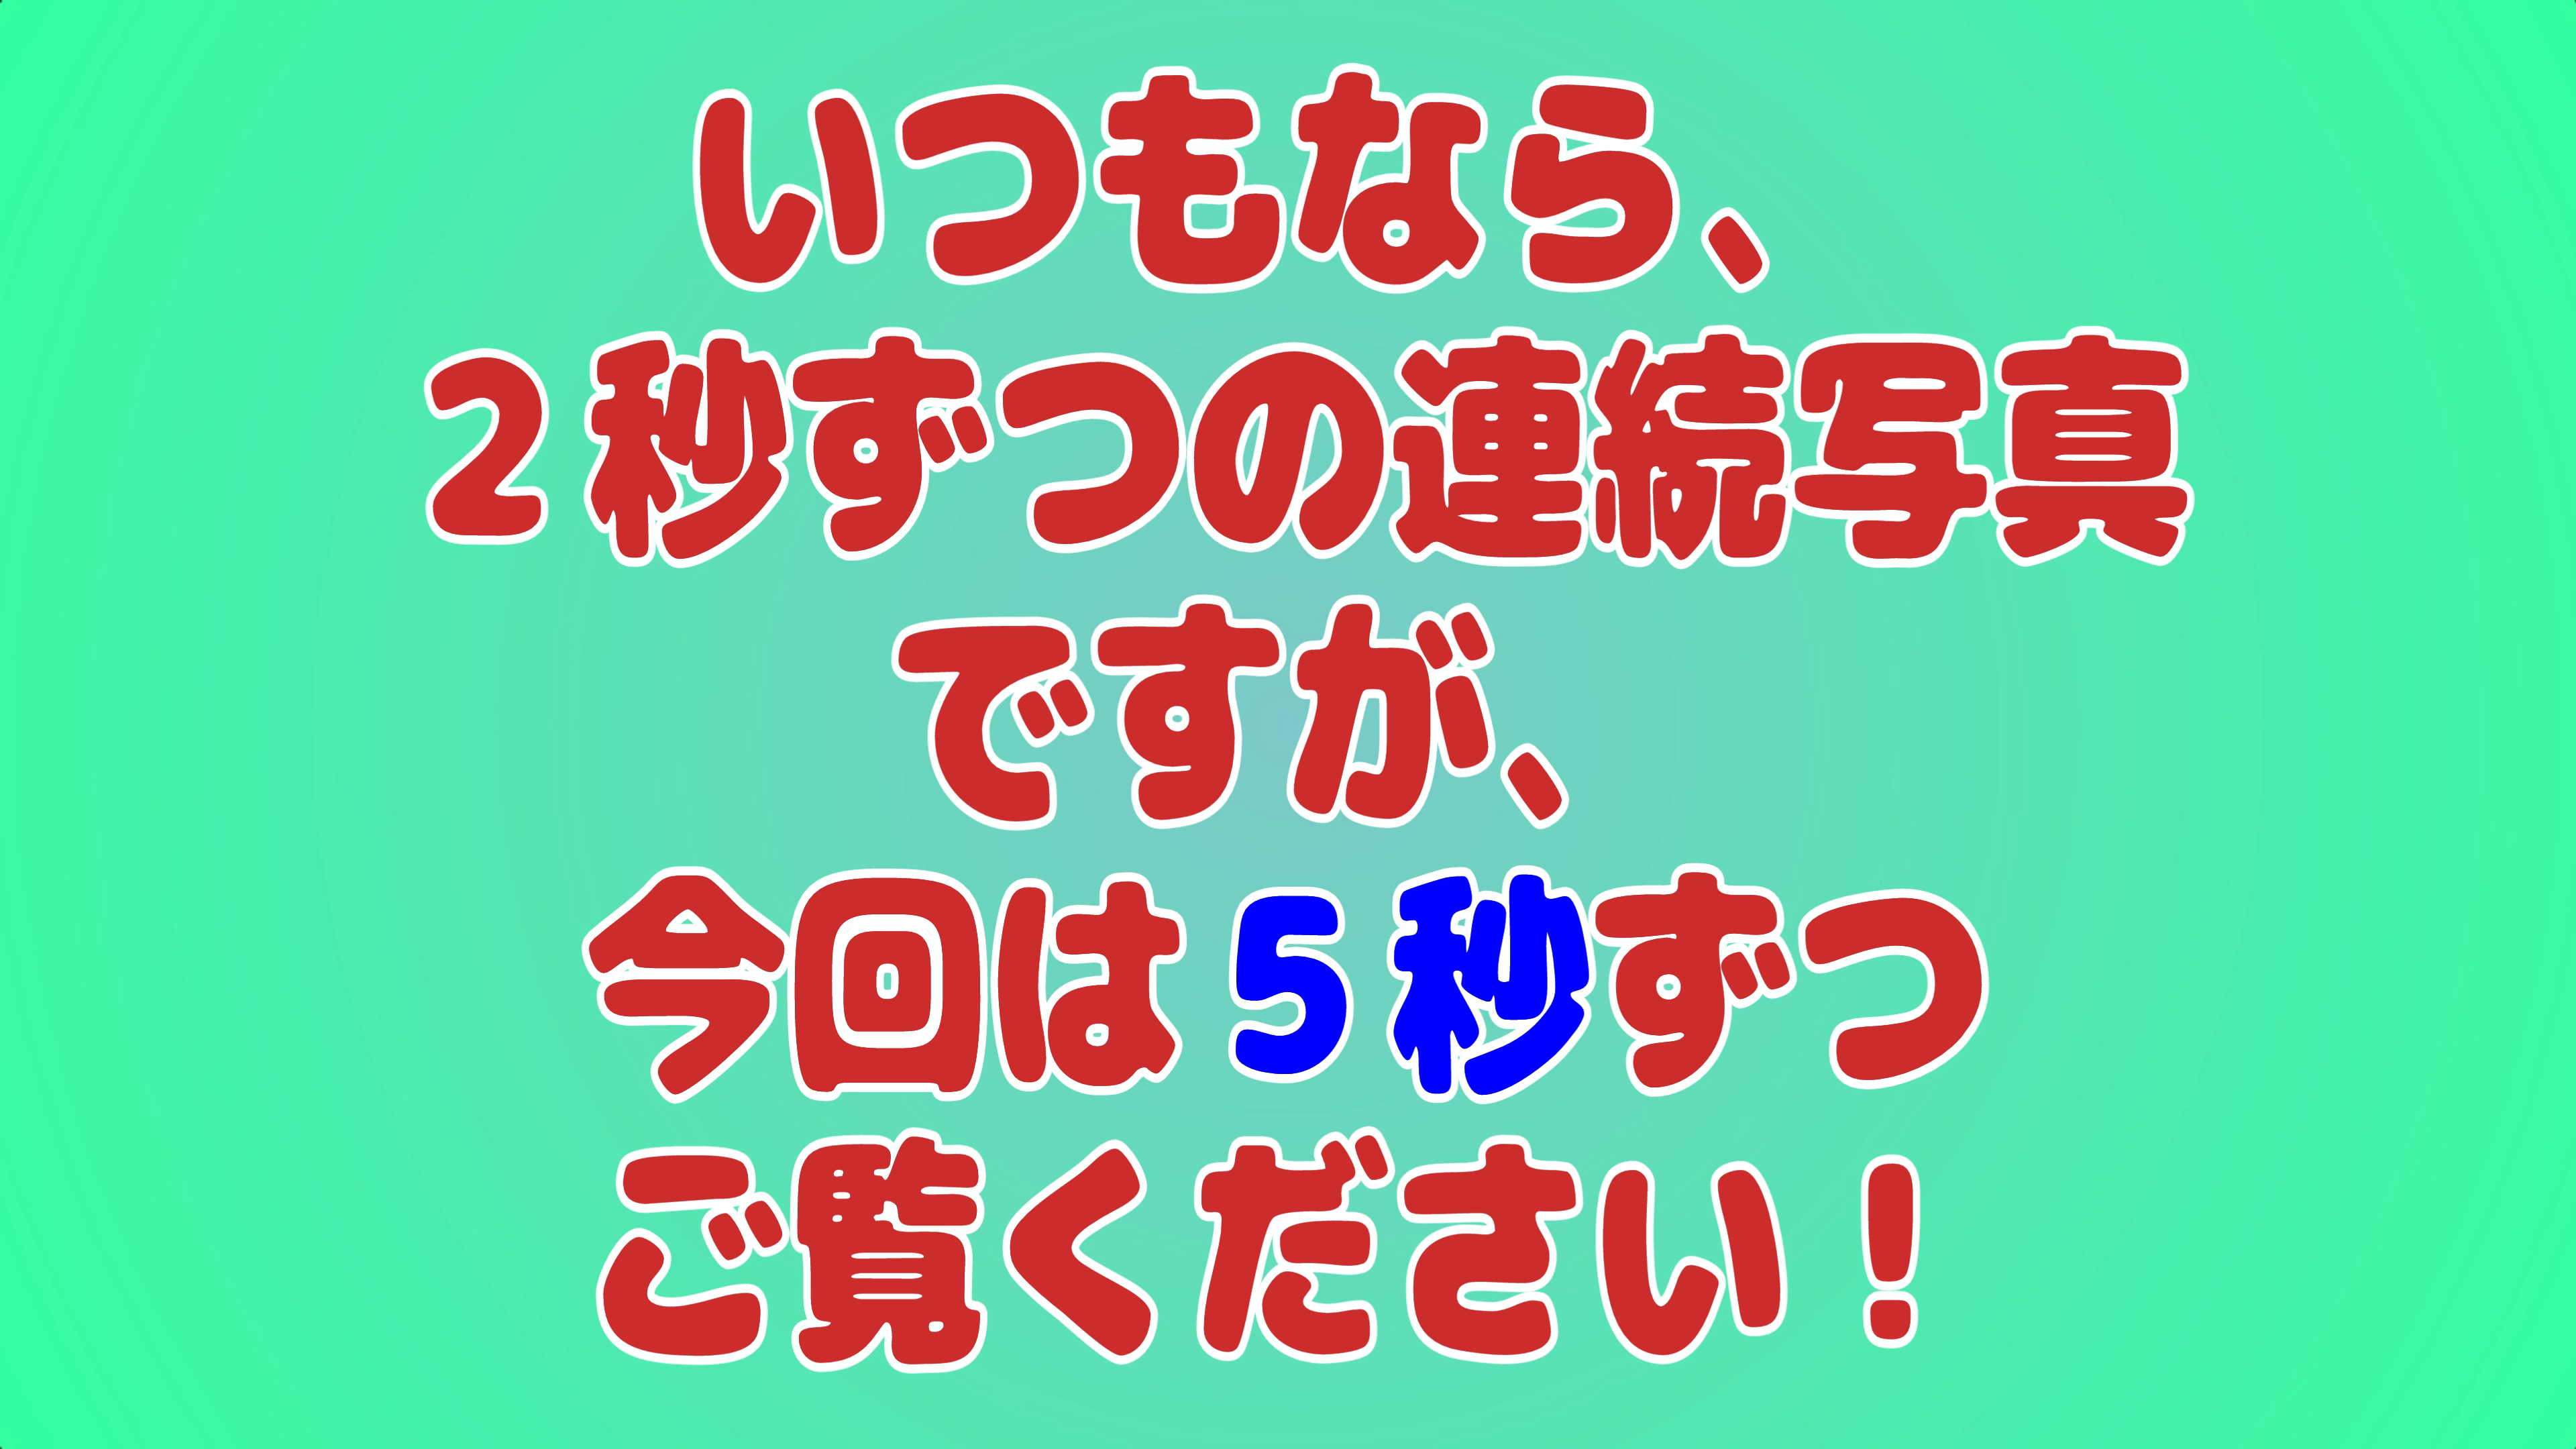 いつもなら、
２秒ずつの連続写真
ですが、
今回は５秒ずつ
ご覧ください！